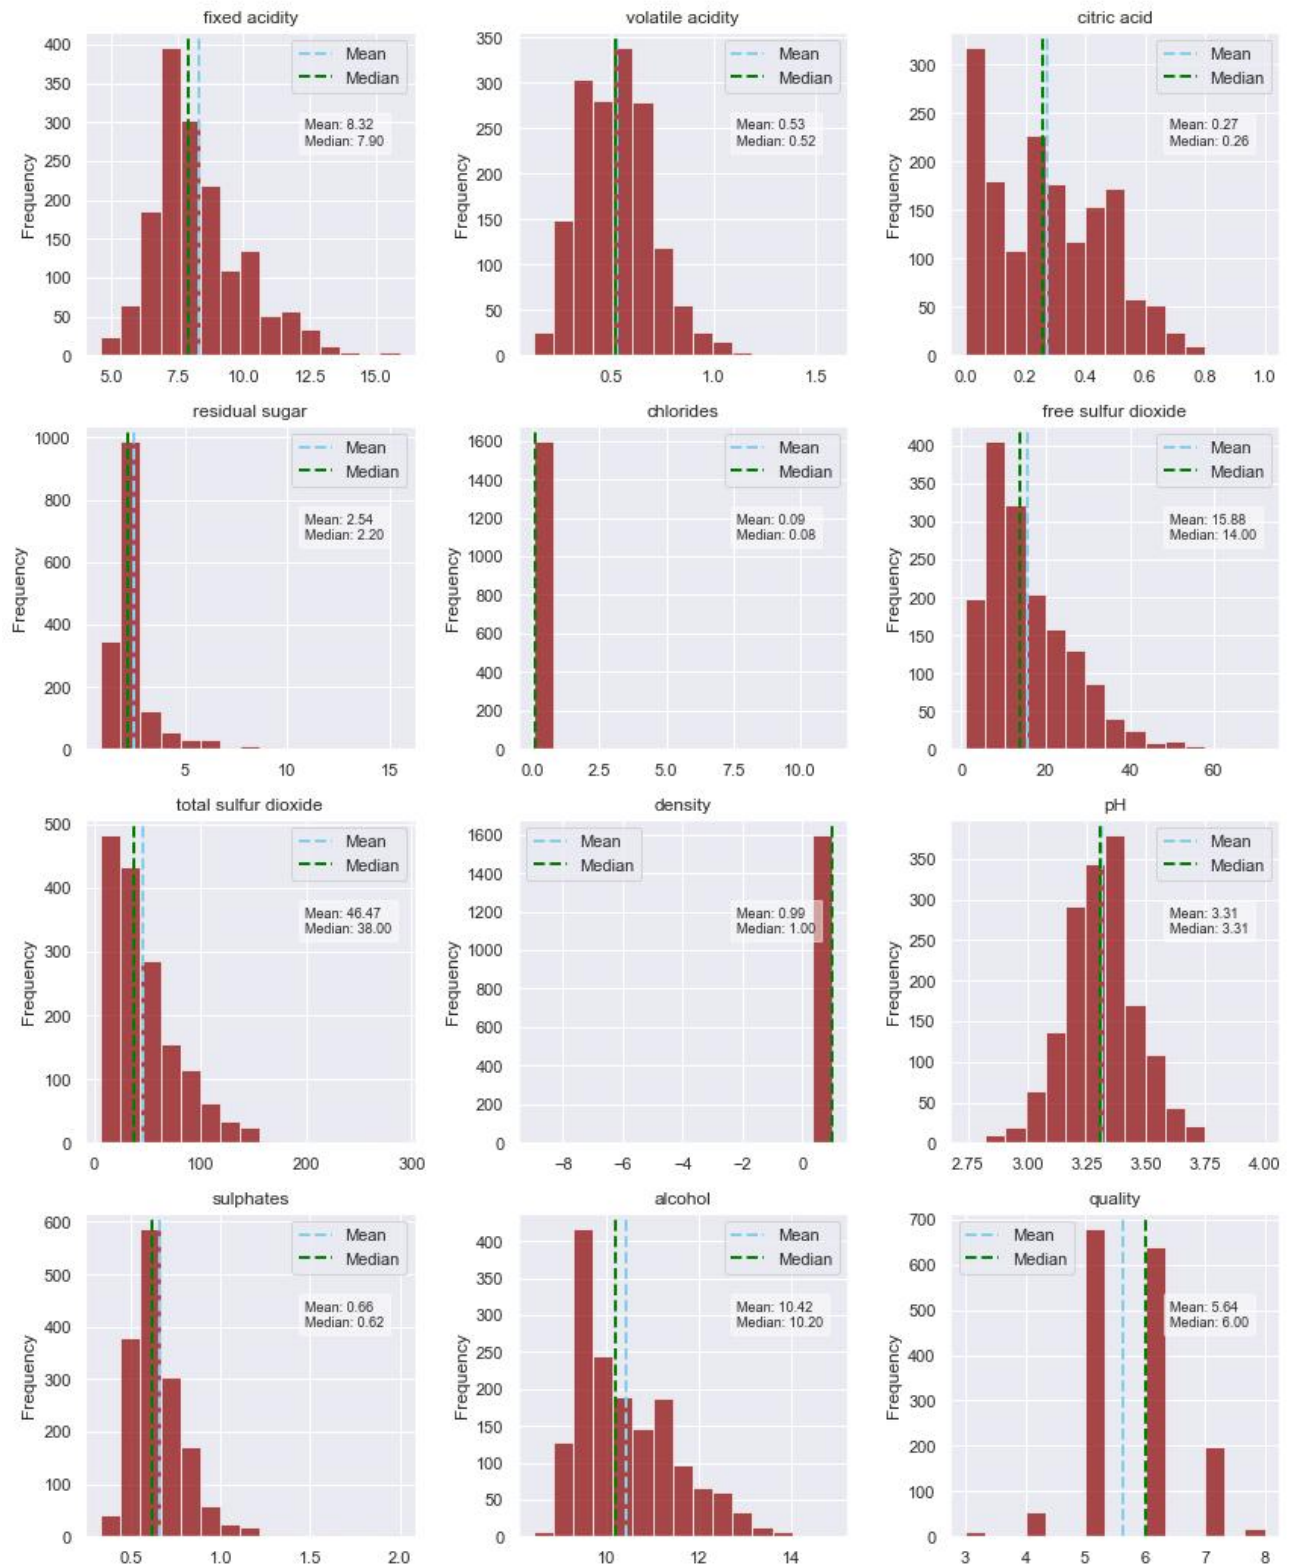 fixed acidity
Frequency
400
350
300
250
200
150
100
50
0
5.0 7.5 10.0 12.5 15.0
Mean
Median
Mean: 8.32
Median: 7.90
volatile acidity
Frequency
350
300
250
200
150
100
50
0
0.5 1.0 1.5
Mean
Median
Mean: 0.53
Median: 0.52
citric acid
Frequency
300
250
200
150
100
50
0
0.0 0.2 0.4 0.6 0.8 1.0
Mean
Median
Mean: 0.27
Median: 0.26
residual sugar
Frequency
1000
800
600
400
200
0
5 10 15
Mean
Median
Mean: 2.54
Median: 2.20
chlorides
Frequency
1600
1400
1200
1000
800
600
400
200
0
0.0 2.5 5.0 7.5 10.0
Mean
Median
Mean: 0.09
Median: 0.08
free sulfur dioxide
Frequency
400
350
300
250
200
150
100
50
0
0 20 40 60
Mean
Median
Mean: 15.88
Median: 14.00
total sulfur dioxide
Frequency
500
400
300
200
100
0
0 100 200 300
Mean
Median
Mean: 46.47
Median: 38.00
density
Frequency
1600
1400
1200
1000
800
600
400
200
0
−8 −6 −4 −2 0
Mean
Median
Mean: 0.99
Median: 1.00
pH
Frequency
350
300
250
200
150
100
50
0
2.75 3.00 3.25 3.50 3.75 4.00
Mean
Median
Mean: 3.31
Median: 3.31
sulphates
Frequency
600
500
400
300
200
100
0
0.5 1.0 1.5 2.0
Mean
Median
Mean: 0.66
Median: 0.62
alcohol
Frequency
400
350
300
250
200
150
100
50
0
10 12 14
Mean
Median
Mean: 10.42
Median: 10.20
quality
Frequency
700
600
500
400
300
200
100
0
3 4 5 6 7 8
Mean
Median
Mean: 5.64
Median: 6.00